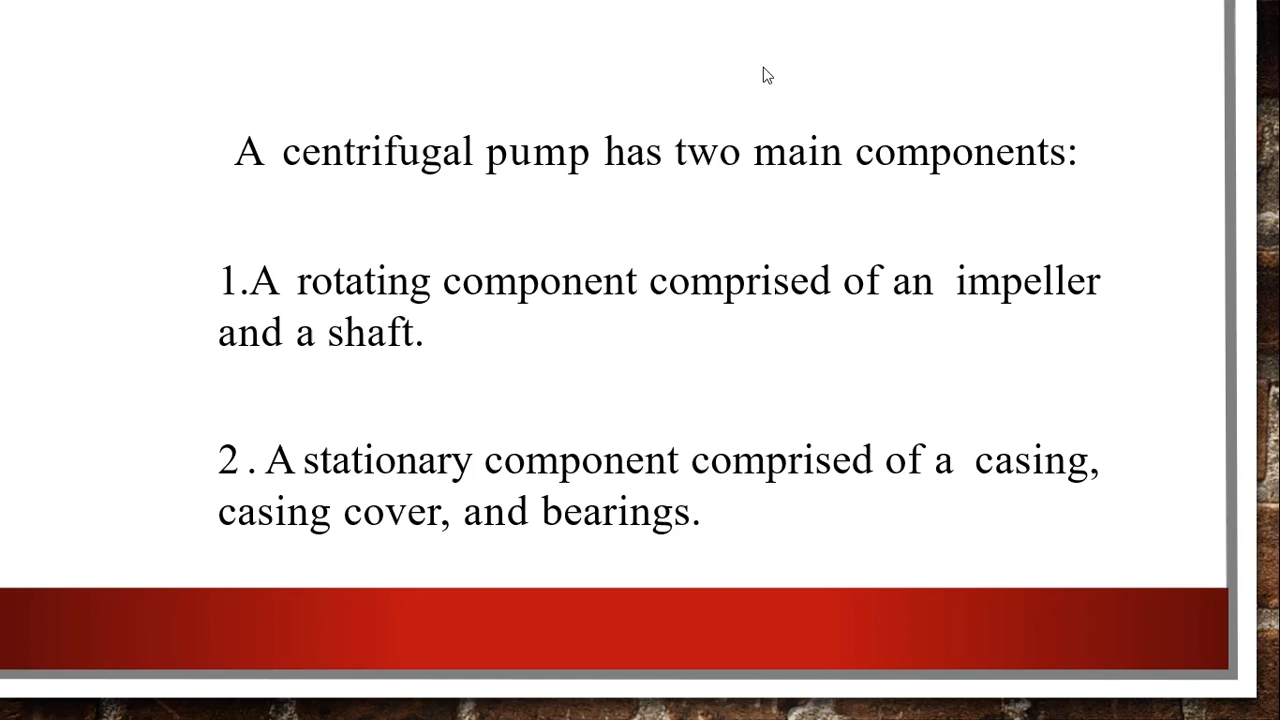 A centrifugal pump has two main components:
1.A rotating component comprised of an impeller
and a shaft.
2 . A stationary component comprised of a casing,
casing cover, and bearings.